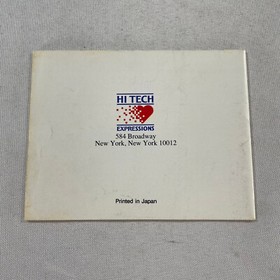 HI TECH
EXPRESSIONS
584 Broadway
New York, New York 10012
Printed in Japan